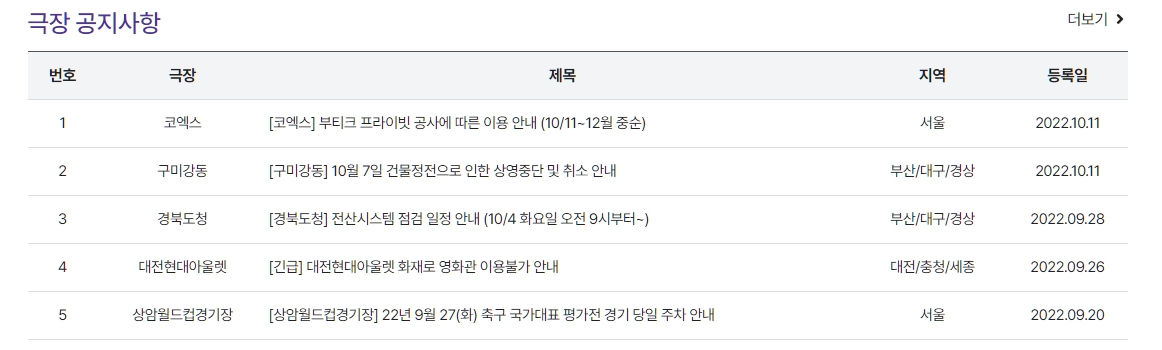 극장 공지사항
더보기
번호 극장 제목 지역 등록일
1 코엑스 [코엑스] 부티크 프라이빗 공사에 따른 이용 안내 (10/11~12월 중순) 서울 2022.10.11
2 구미강동 [구미강동] 10월 7일 건물정전으로 인한 상영중단 및 취소 안내 부산/대구/경상 2022.10.11
3 경북도청 [경북도청] 전산시스템 점검 일정 안내 (10/4 화요일 오전 9시부터~) 부산/대구/경상 2022.09.28
4 대전현대아울렛 [긴급] 대전현대아울렛 화재로 영화관 이용불가 안내 대전/충청/세종 2022.09.26
5 상암월드컵경기장 [상암월드컵경기장] 22년 9월 27(화) 축구 국가대표 평가전 경기 당일 주차 안내 서울 2022.09.20